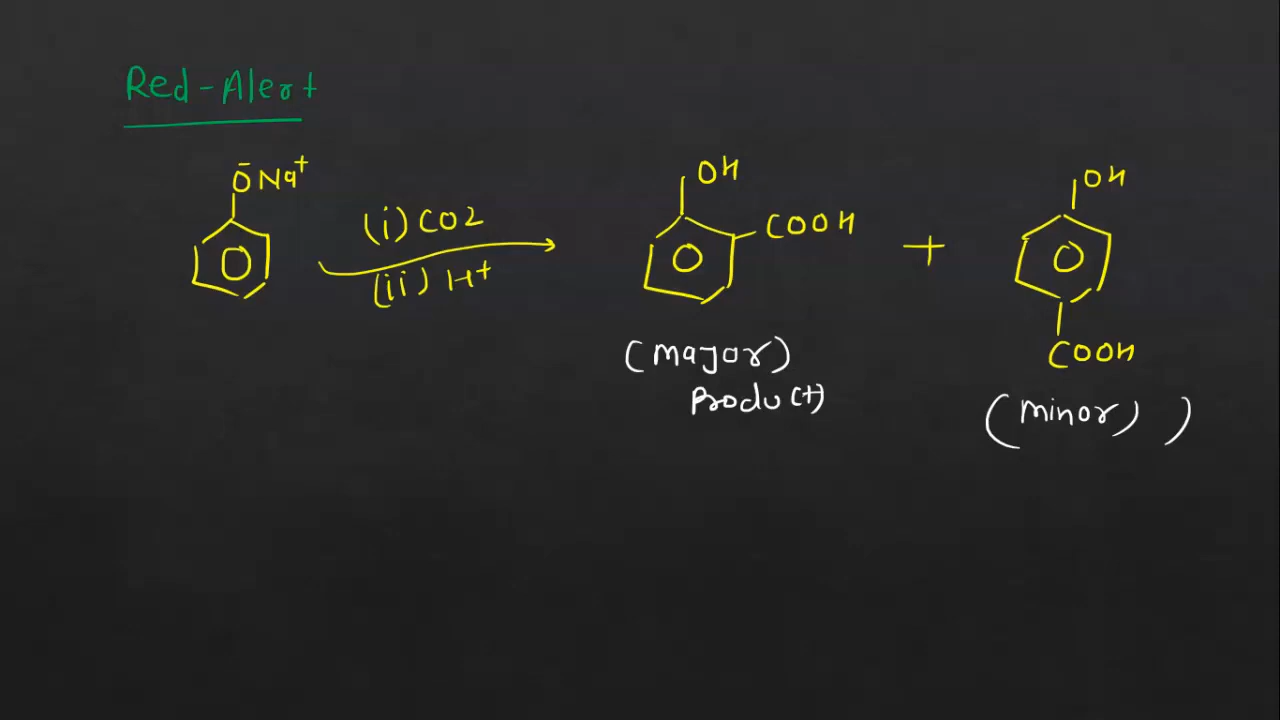 Red-Alert
ŌNa⁺
(i) CO2
(ii) H⁺
OH
COOH
+
OH
COOH
(major)
Product)
(minor) )